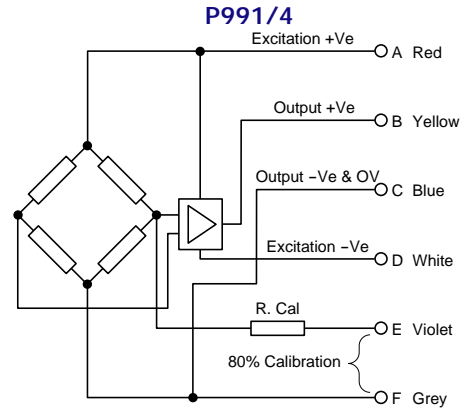 P991/4
Excitation +Ve
A Red
Output +Ve
B Yellow
Output −Ve & OV
C Blue
Excitation −Ve
D White
R. Cal
E Violet
80% Calibration
F Grey